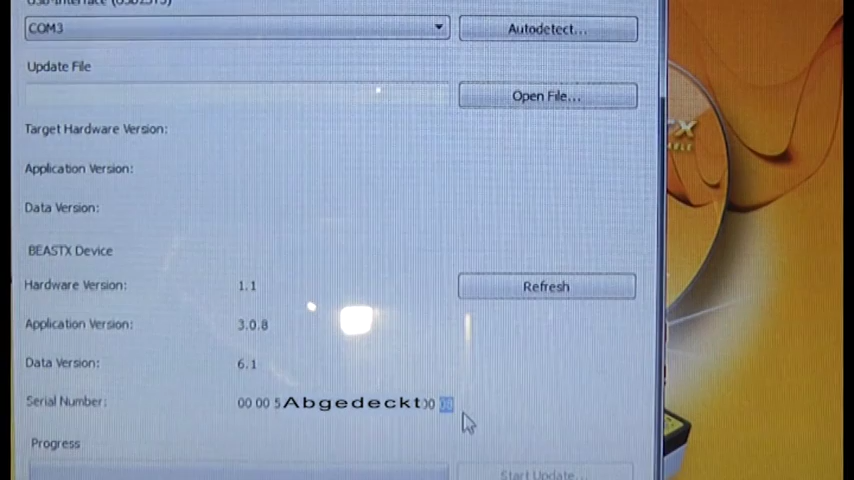 COM3
Autodetect...
Update File
Open File...
Target Hardware Version:
Application Version:
Data Version:
BEASTX Device
Hardware Version: 1.1
Refresh
Application Version: 3.0.8
Data Version: 6.1
Serial Number: 00 00 5Abgedeckt00
Progress
Start Update...